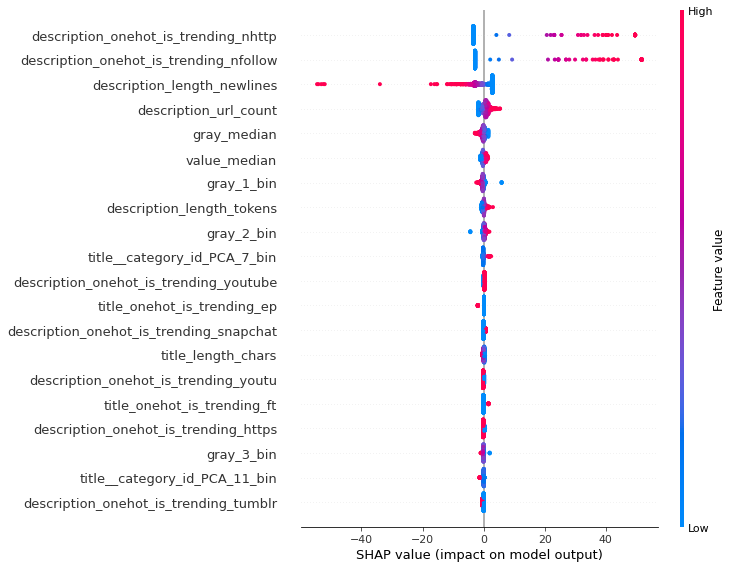 High
description_onehot_is_trending_nhttp
description_onehot_is_trending_nfollow
description_length_newlines
description_url_count
gray_median
value_median
gray_1_bin
description_length_tokens
gray_2_bin
title__category_id_PCA_7_bin
description_onehot_is_trending_youtube
title_onehot_is_trending_ep
description_onehot_is_trending_snapchat
title_length_chars
description_onehot_is_trending_youtu
title_onehot_is_trending_ft
description_onehot_is_trending_https
gray_3_bin
title__category_id_PCA_11_bin
description_onehot_is_trending_tumblr
Feature value
Low
−40 −20 0 20 40
SHAP value (impact on model output)